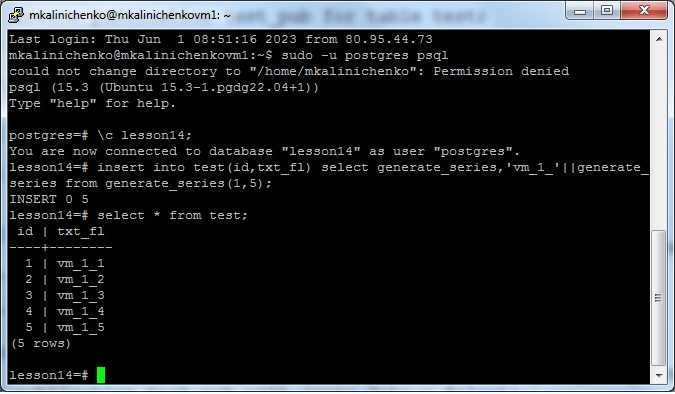 mkalinichenko@mkalinichenkovm1: ~
Last login: Thu Jun  1 08:51:16 2023 from 80.95.44.73
mkalinichenko@mkalinichenkovm1:~$ sudo -u postgres psql
could not change directory to "/home/mkalinichenko": Permission denied
psql (15.3 (Ubuntu 15.3-1.pgdg22.04+1))
Type "help" for help.

postgres=# \c lesson14;
You are now connected to database "lesson14" as user "postgres".
lesson14=# insert into test(id,txt_fl) select generate_series,'vm_1_'||generate_
series from generate_series(1,5);
INSERT 0 5
lesson14=# select * from test;
 id | txt_fl
----+--------
  1 | vm_1_1
  2 | vm_1_2
  3 | vm_1_3
  4 | vm_1_4
  5 | vm_1_5
(5 rows)

lesson14=#